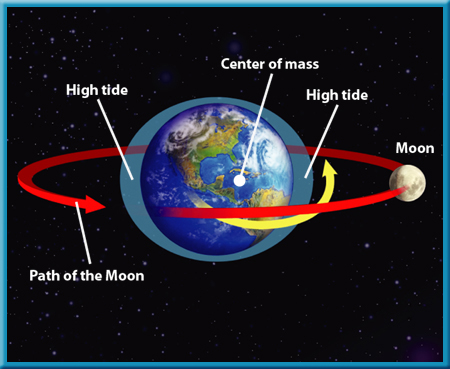 Center of mass
High tide
High tide
Moon
Path of the Moon